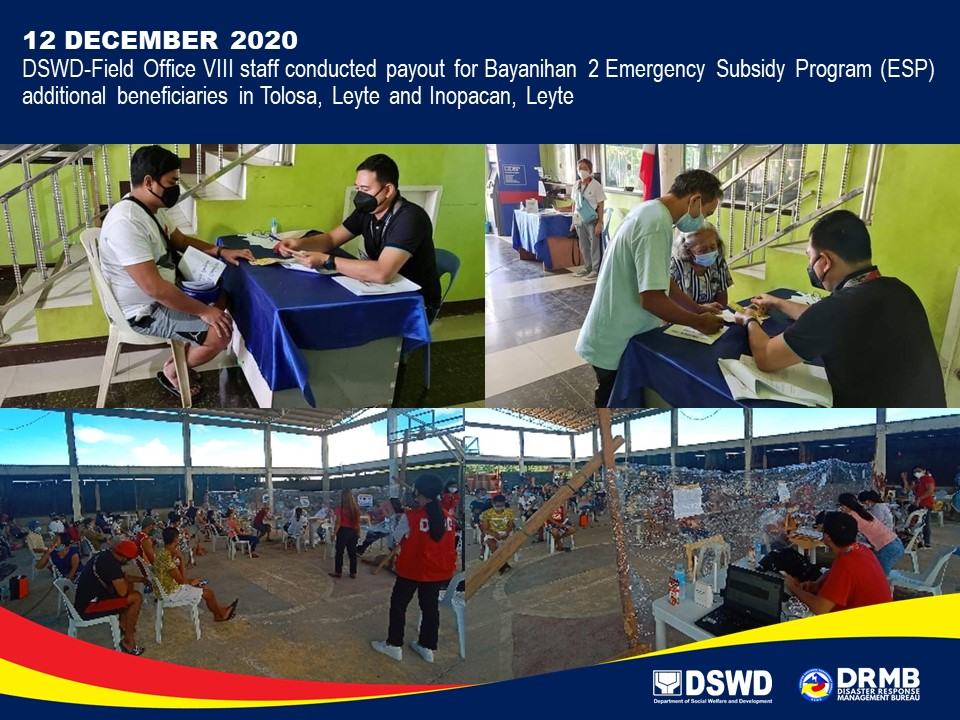 12 DECEMBER 2020
DSWD-Field Office VIII staff conducted payout for Bayanihan 2 Emergency Subsidy Program (ESP)
additional beneficiaries in Tolosa, Leyte and Inopacan, Leyte
DSWD
Department of Social Welfare and Development
DRMB
DISASTER RESPONSE
MANAGEMENT BUREAU